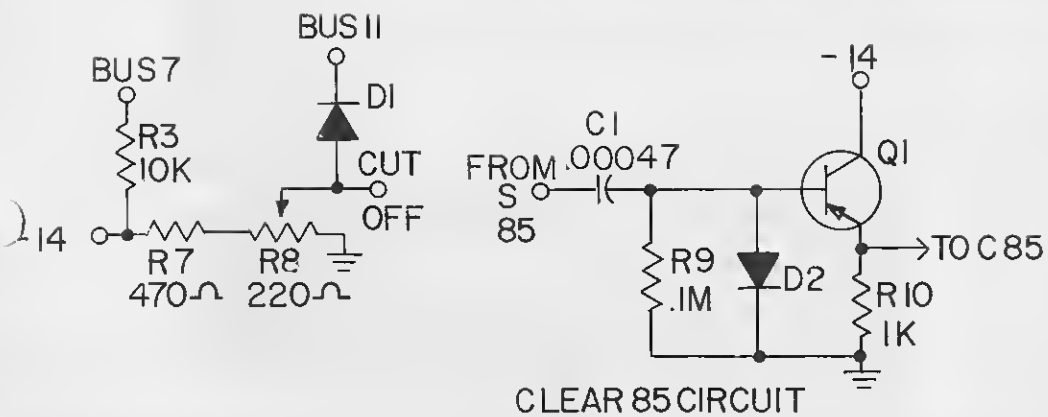 BUS 7
R3
10K
-14
R7
470Ω
R8
220Ω
BUS 11
D1
CUT
OFF
FROM
S
85
C1
.00047
R9
.1M
D2
-14
Q1
TO C 85
R10
1K
CLEAR 85 CIRCUIT